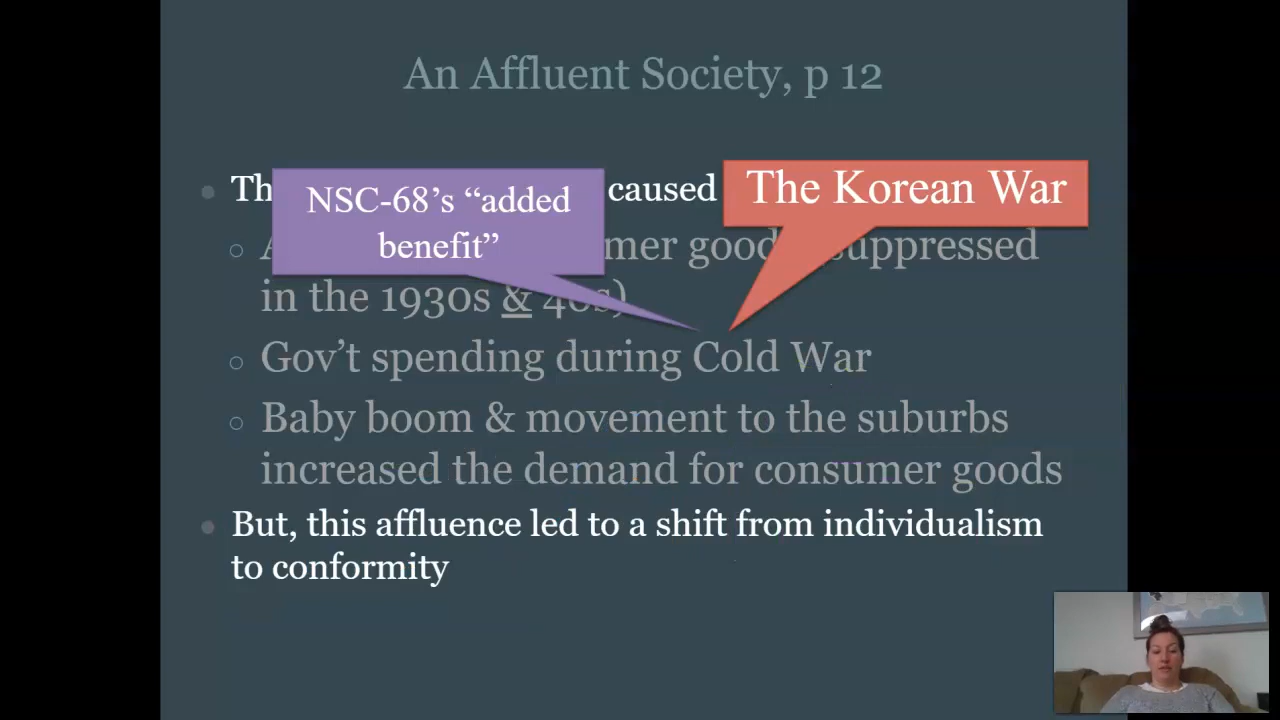 An Affluent Society, p 12
caused
NSC-68’s “added
benefit”
The Korean War
suppressed
in the 1930s & 40s)
Gov’t spending during Cold War
Baby boom & movement to the suburbs
increased the demand for consumer goods
But, this affluence led to a shift from individualism
to conformity